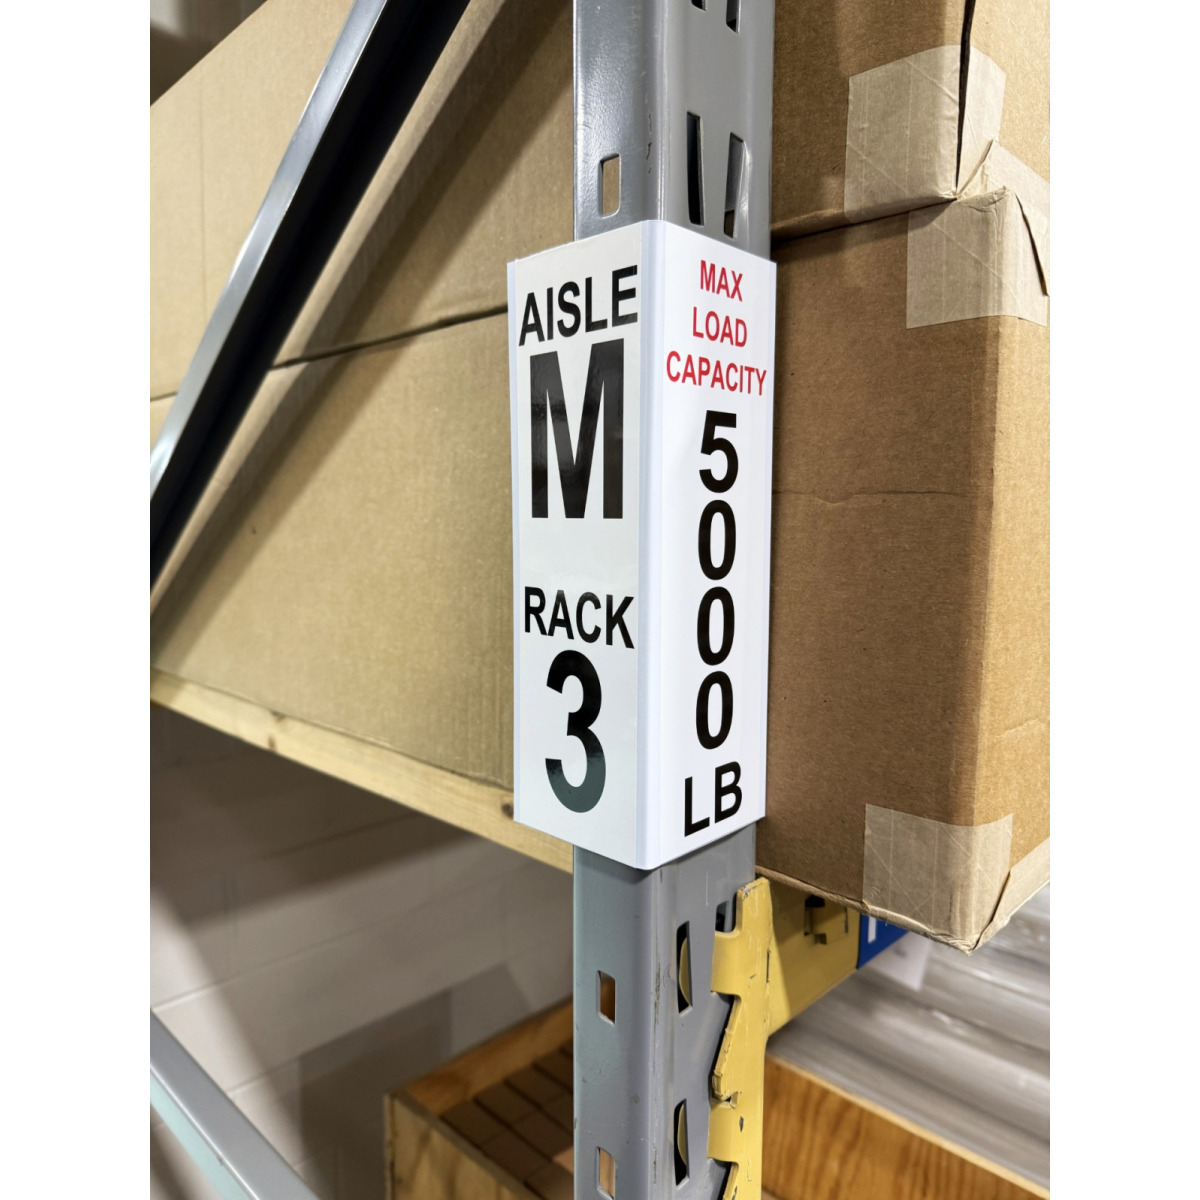 AISLE
M
RACK
3
MAX
LOAD
CAPACITY
5000
LB